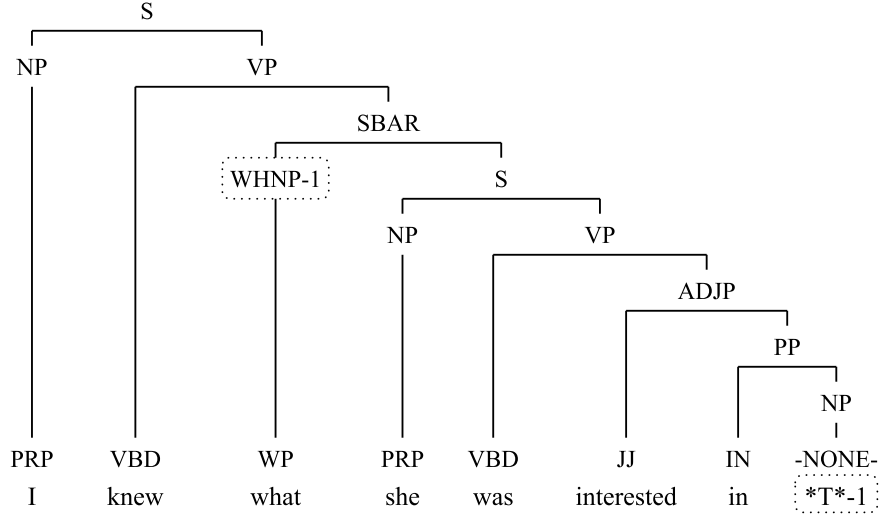 S
NP VP
SBAR
WHNP-1 S
NP VP
ADJP
PP
NP
PRP VBD WP PRP VBD JJ IN -NONE-
I knew what she was interested in *T*-1